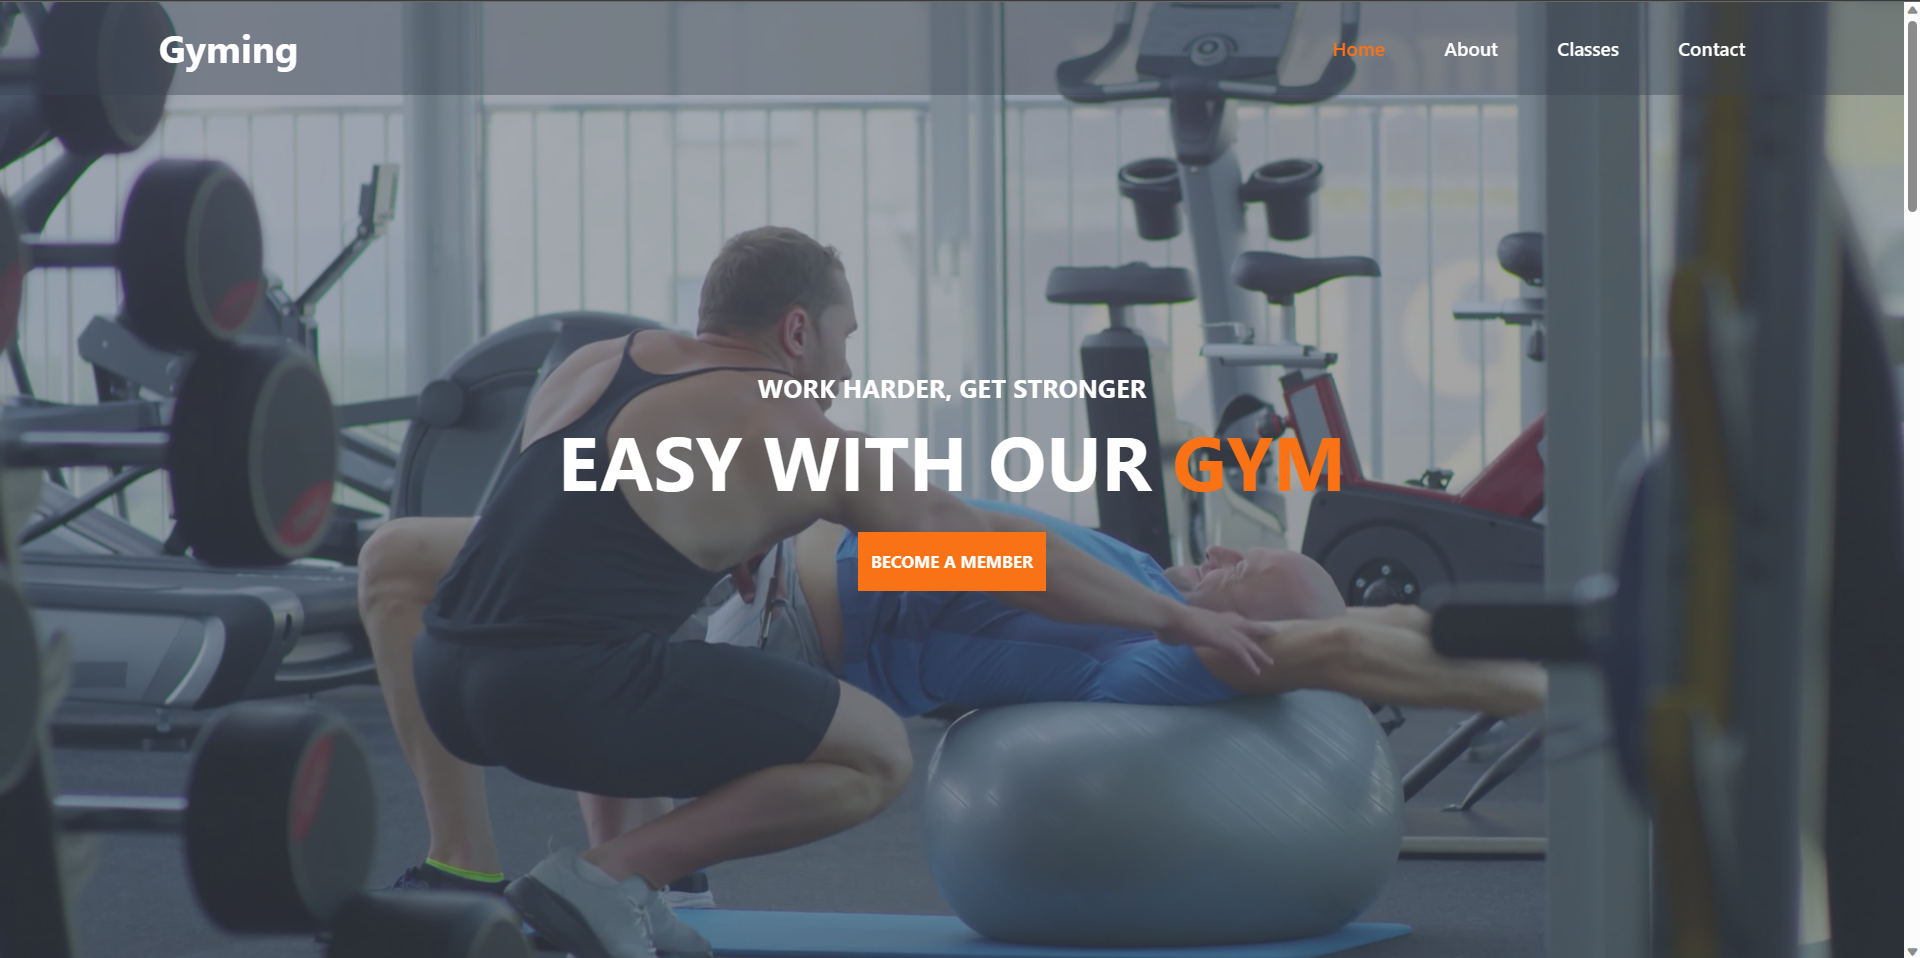 Gyming
Home About Classes Contact
WORK HARDER, GET STRONGER
EASY WITH OUR GYM
BECOME A MEMBER